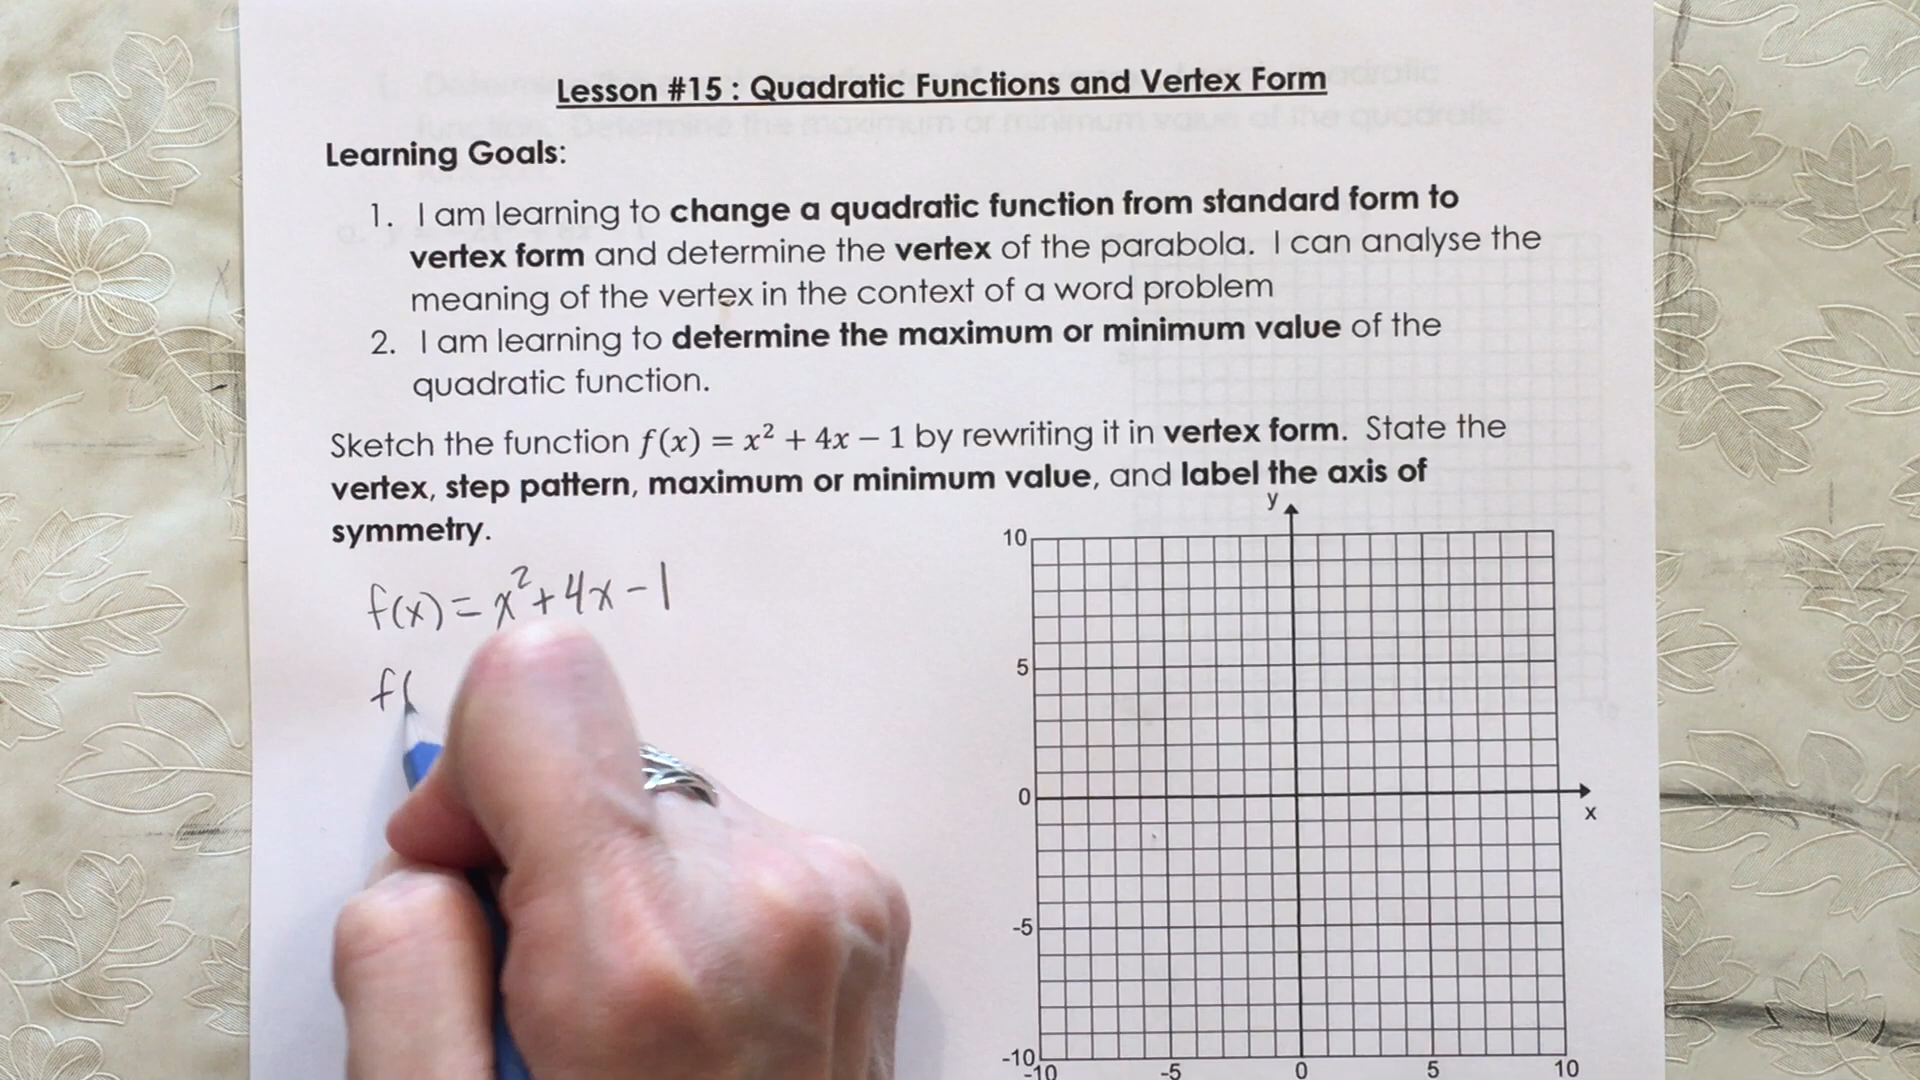 Lesson #15 : Quadratic Functions and Vertex Form
Learning Goals:
1. I am learning to change a quadratic function from standard form to
vertex form and determine the vertex of the parabola. I can analyse the
meaning of the vertex in the context of a word problem
2. I am learning to determine the maximum or minimum value of the
quadratic function.
Sketch the function f(x) = x² + 4x − 1 by rewriting it in vertex form. State the
vertex, step pattern, maximum or minimum value, and label the axis of
symmetry.
f(x) = x² + 4x - 1
f(
y
10
5
0
x
-5
-10
-10 -5 0 5 10